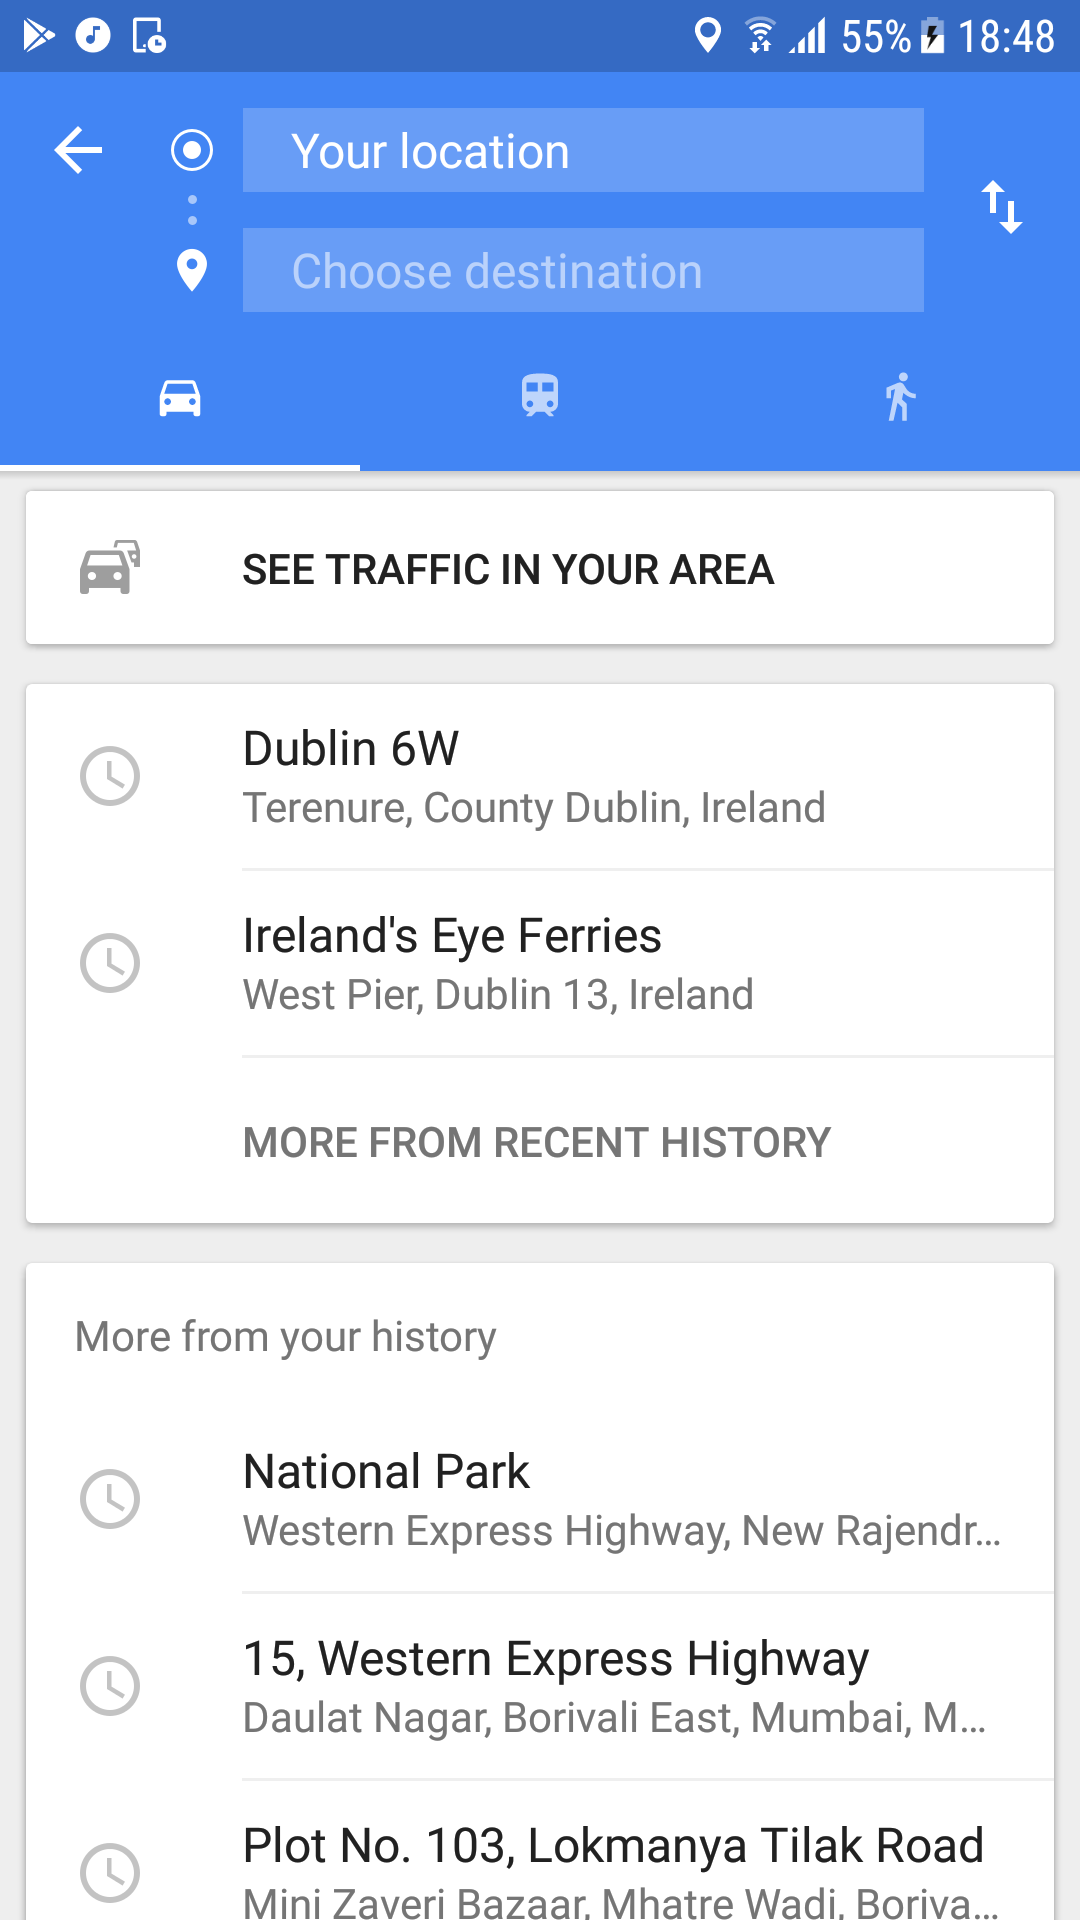 55% 18:48
Your location
Choose destination
SEE TRAFFIC IN YOUR AREA
Dublin 6W
Terenure, County Dublin, Ireland
Ireland's Eye Ferries
West Pier, Dublin 13, Ireland
MORE FROM RECENT HISTORY
More from your history
National Park
Western Express Highway, New Rajendr...
15, Western Express Highway
Daulat Nagar, Borivali East, Mumbai, M...
Plot No. 103, Lokmanya Tilak Road
Mini Zaveri Bazaar, Mhatre Wadi, Boriva...